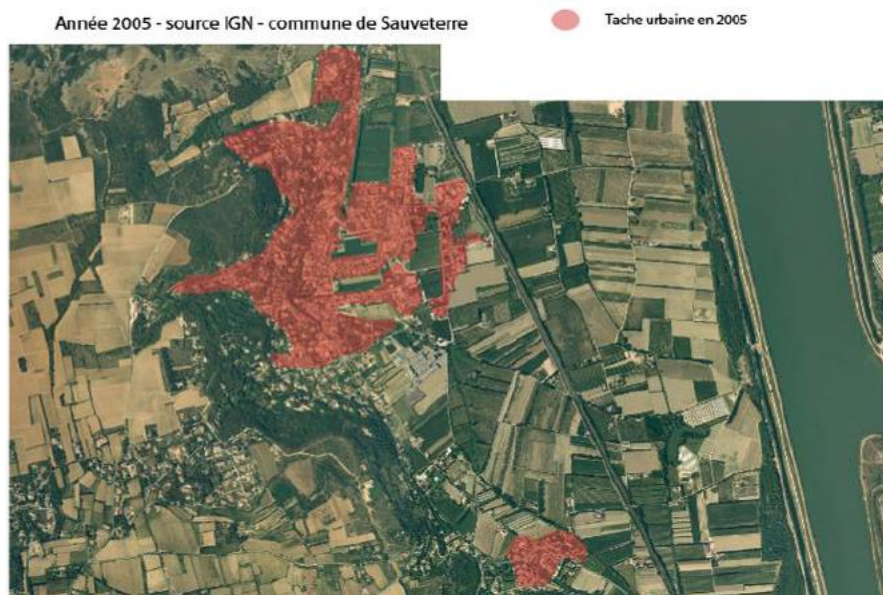 Année 2005 - source IGN - commune de Sauveterre
Tache urbaine en 2005